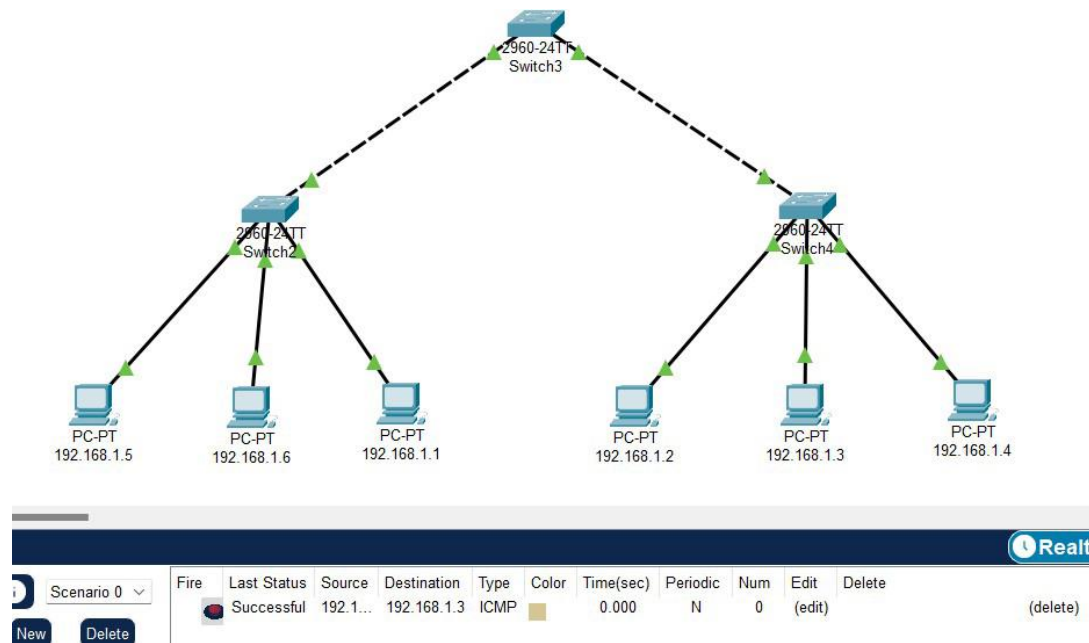 2960-24TT
Switch3
2960-24TT
Switch2
2960-24TT
Switch4
PC-PT
192.168.1.5
PC-PT
192.168.1.6
PC-PT
192.168.1.1
PC-PT
192.168.1.2
PC-PT
192.168.1.3
PC-PT
192.168.1.4
Realt
Scenario 0
New Delete
Fire Last Status Source Destination Type Color Time(sec) Periodic Num Edit Delete
Successful 192.1... 192.168.1.3 ICMP 0.000 N 0 (edit) (delete)